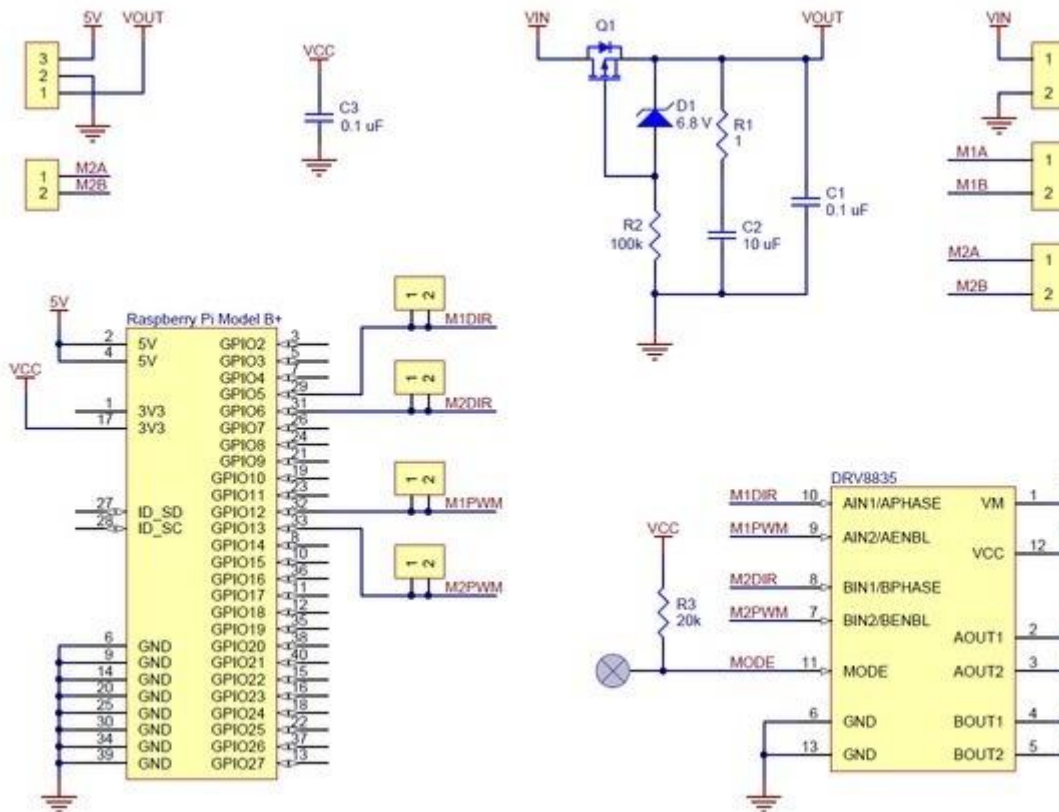 5V VOUT
3
2
1
VCC
C3
0.1 uF
1 M2A
2 M2B
VIN Q1 VOUT
D1
6.8 V
R1
1
R2
100k
C2
10 uF
C1
0.1 uF
VIN
1
2
M1A 1
M1B 2
M2A 1
M2B 2
5V
VCC
Raspberry Pi Model B+
2 5V
4 5V
1 3V3
17 3V3
27 ID_SD
28 ID_SC
6 GND
9 GND
14 GND
20 GND
25 GND
30 GND
34 GND
39 GND
GPIO2 3
GPIO3 5
GPIO4 7
GPIO5 29
GPIO6 31
GPIO7 26
GPIO8 24
GPIO9 21
GPIO10 19
GPIO11 23
GPIO12 32
GPIO13 33
GPIO14 8
GPIO15 10
GPIO16 36
GPIO17 11
GPIO18 12
GPIO19 35
GPIO20 38
GPIO21 40
GPIO22 15
GPIO23 16
GPIO24 18
GPIO25 22
GPIO26 37
GPIO27 13
1 2
M1DIR
1 2
M2DIR
1 2
M1PWM
1 2
M2PWM
VCC
R3
20k
DRV8835
M1DIR 10 AIN1/APHASE
M1PWM 9 AIN2/AENBL
M2DIR 8 BIN1/BPHASE
M2PWM 7 BIN2/BENBL
MODE 11 MODE
6 GND
13 GND
VM 1
VCC 12
AOUT1 2
AOUT2 3
BOUT1 4
BOUT2 5